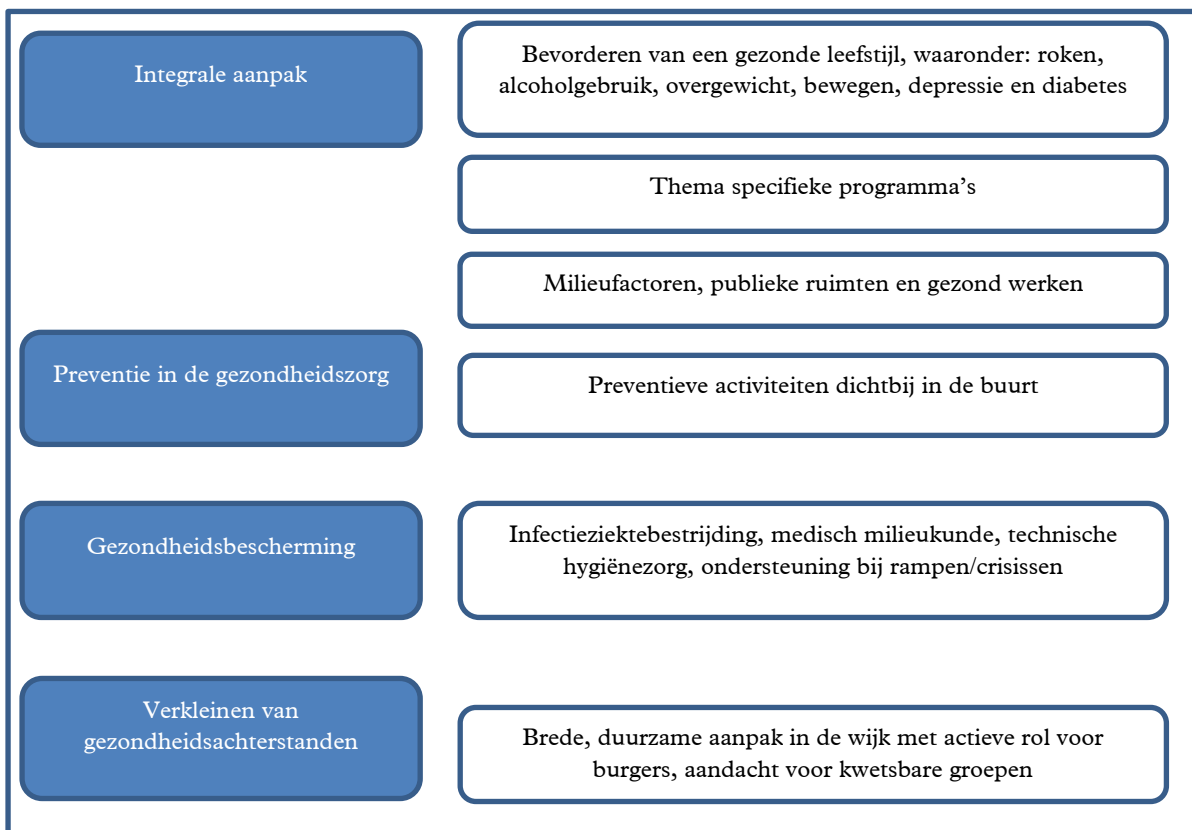 Integrale aanpak
Bevorderen van een gezonde leefstijl, waaronder: roken,
alcoholgebruik, overgewicht, bewegen, depressie en diabetes
Thema specifieke programma’s
Milieufactoren, publieke ruimten en gezond werken
Preventie in de gezondheidszorg
Preventieve activiteiten dichtbij in de buurt
Gezondheidsbescherming
Infectieziektebestrijding, medisch milieukunde, technische
hygiënezorg, ondersteuning bij rampen/crisissen
Verkleinen van
gezondheidsachterstanden
Brede, duurzame aanpak in de wijk met actieve rol voor
burgers, aandacht voor kwetsbare groepen